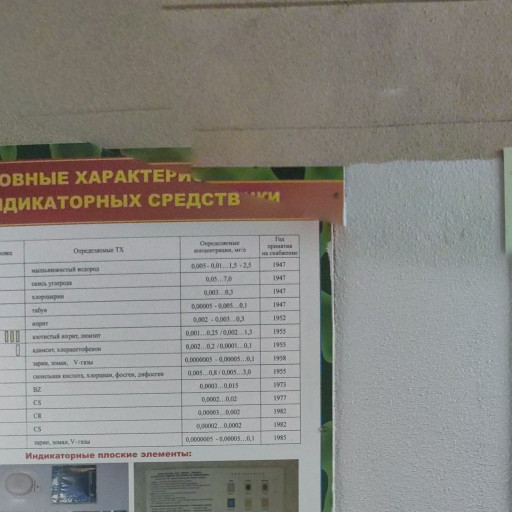 ОВНЫЕ ХАРАКТЕРИ
ДИКАТОРНЫХ СРЕДСТВ КИ
Определяемые ТХ Определяемые концентрации, мг/л Год принятия на снабжение
мышьяковистый водород 0,005 - 0,01…1,5 - 2,5 1947
окись углерода 0,05…7,0 1947
хлорпикрин 0,003…0,3 1947
табун 0,00005 - 0,005…0,1 1947
иприт 0,002 - 0,003…0,3 1952
азотистый иприт, люизит 0,001…0,25 / 0,002…1,3 1955
адамсит, хлорацетофенон 0,002…0,2 / 0,0001…0,1 1955
зарин, зоман, V-газы 0,0000005 - 0,00005…0,1 1958
синильная кислота, хлорциан, фосген, дифосген 0,005…0,8 / 0,005…3,0 1955
BZ 0,0003…0,015 1973
CS 0,0002…0,02 1977
CR 0,00003…0,002 1982
CS 0,00002…0,0002 1982
зарин, зоман, V-газы 0,0000005 - 0,00005…0,1 1985
Индикаторные плоские элементы: